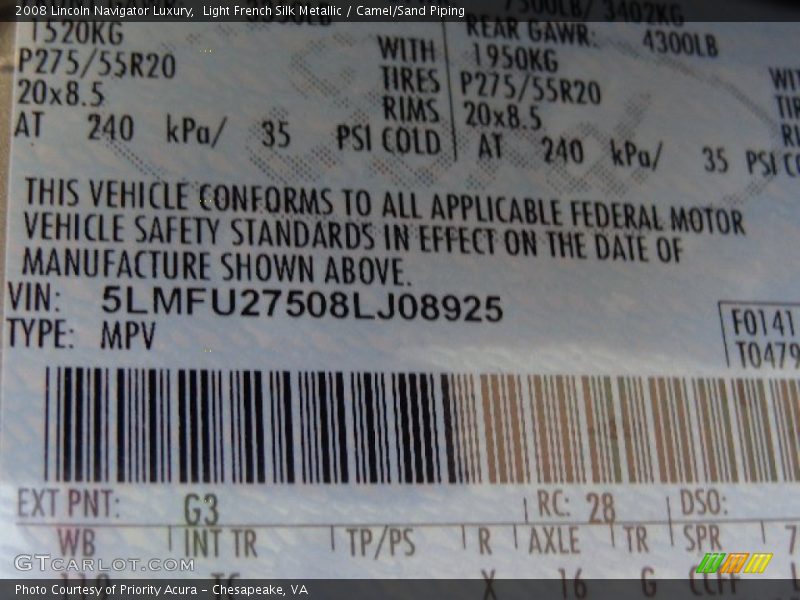 2008 Lincoln Navigator Luxury,  Light French Silk Metallic / Camel/Sand Piping
1520KG
P275/55R20 WITH TIRES
20x8.5 RIMS
AT 240 kPa/ 35 PSI COLD
7500LB/ 3402KG
REAR GAWR: 4300LB
1950KG
P275/55R20
20x8.5
AT 240 kPa/ 35 PSI CO
THIS VEHICLE CONFORMS TO ALL APPLICABLE FEDERAL MOTOR
VEHICLE SAFETY STANDARDS IN EFFECT ON THE DATE OF
MANUFACTURE SHOWN ABOVE.
VIN: 5LMFU27508LJ08925
TYPE: MPV
F0141
T0479
EXT PNT: G3 RC: 28 DSO:
WB INT TR TP/PS R AXLE TR SPR
X 16 G
GTCarLot.com
Photo Courtesy of Priority Acura – Chesapeake, VA